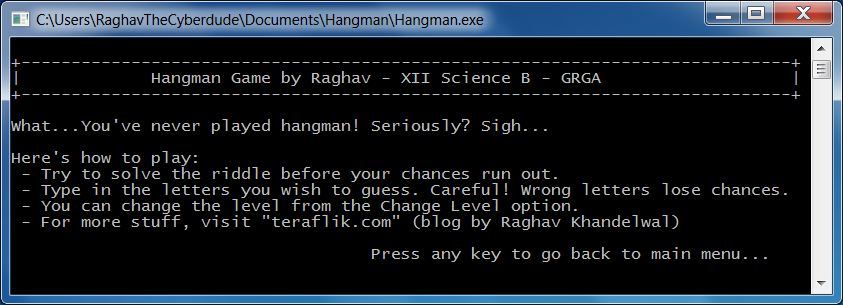 C:\Users\RaghavTheCyberdude\Documents\Hangman\Hangman.exe
Hangman Game by Raghav - XII Science B - GRGA
What...You've never played hangman! Seriously? Sigh...
Here's how to play:
- Try to solve the riddle before your chances run out.
- Type in the letters you wish to guess. Careful! Wrong letters lose chances.
- You can change the level from the Change Level option.
- For more stuff, visit "teraflik.com" (blog by Raghav Khandelwal)
Press any key to go back to main menu...